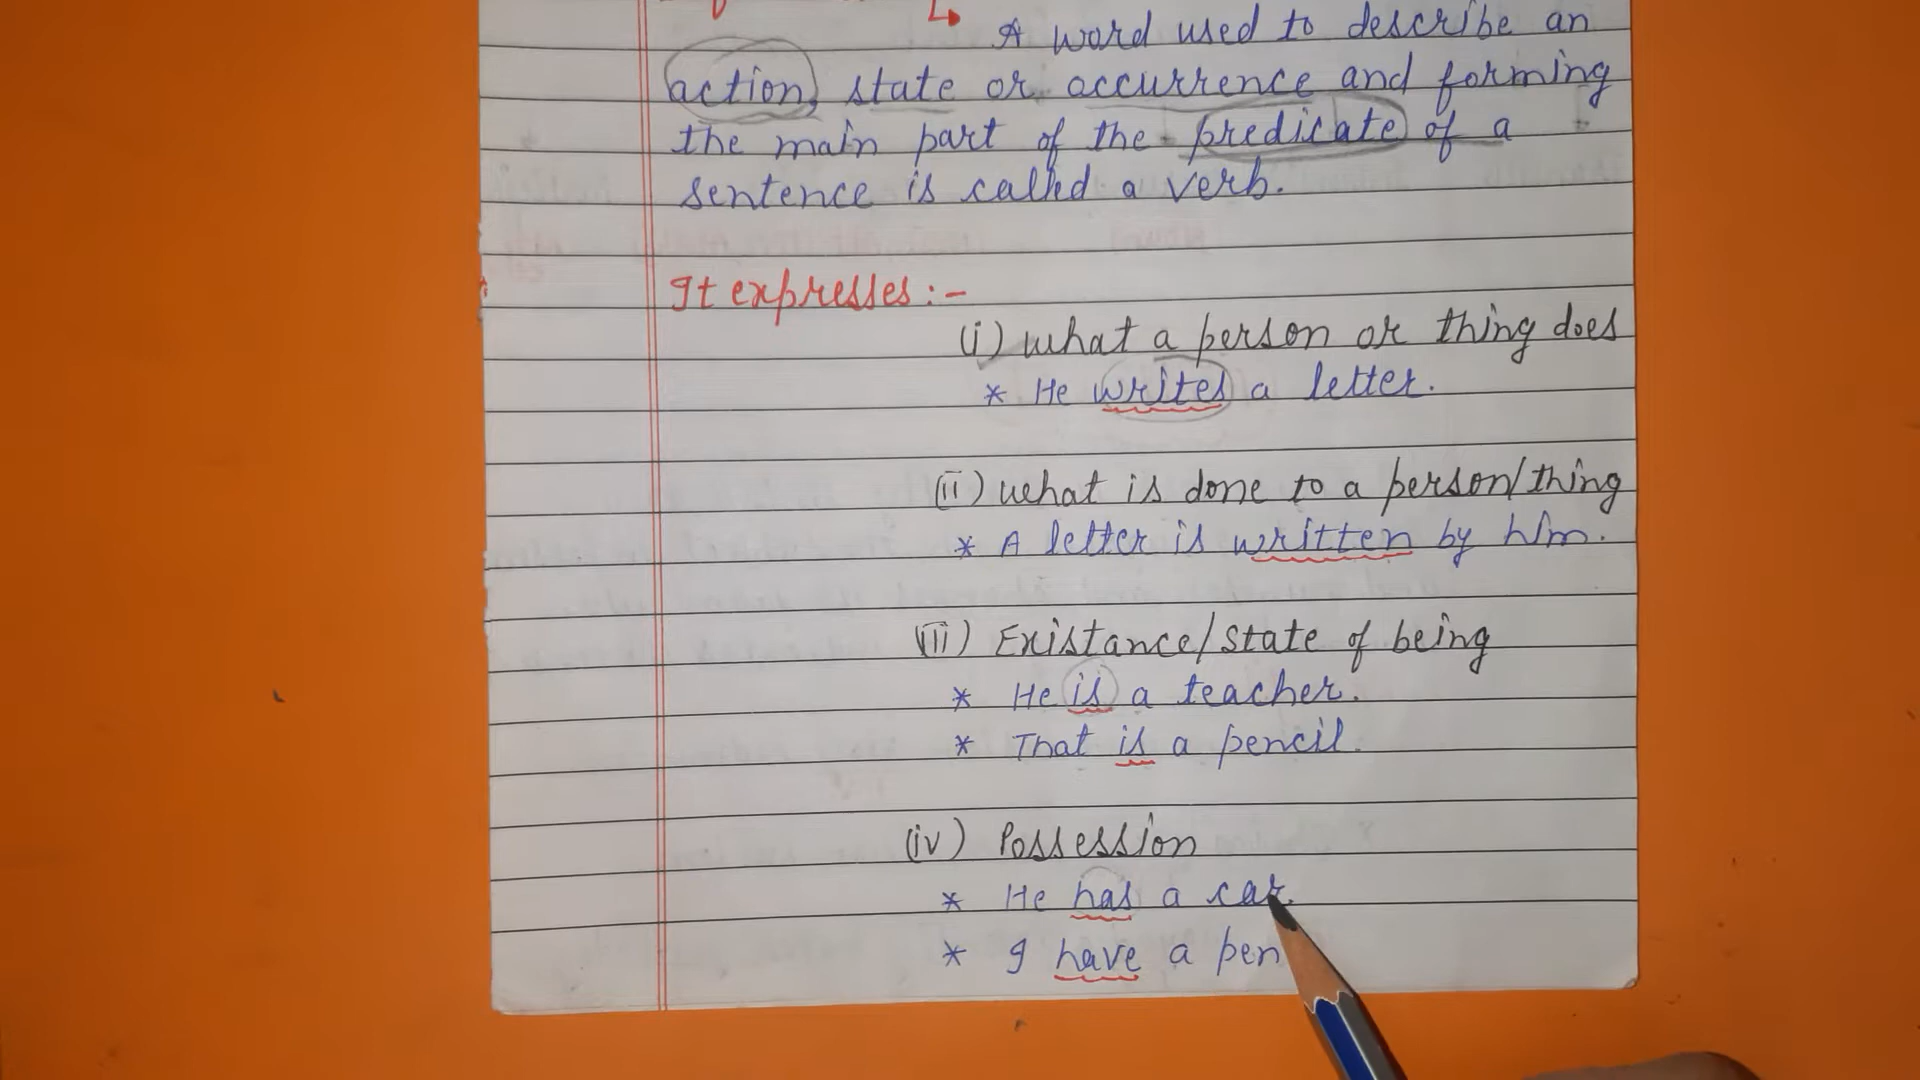 A word used to describe an
action, state or occurrence and forming
the main part of the predicate of a
sentence is called a verb.
It expresses :-
(i) what a person or thing does
* He writes a letter.
(ii) what is done to a person/thing
* A letter is written by him.
(iii) Existance/state of being
* He is a teacher.
* That is a pencil.
(iv) Possession
* He has a car.
* I have a pen